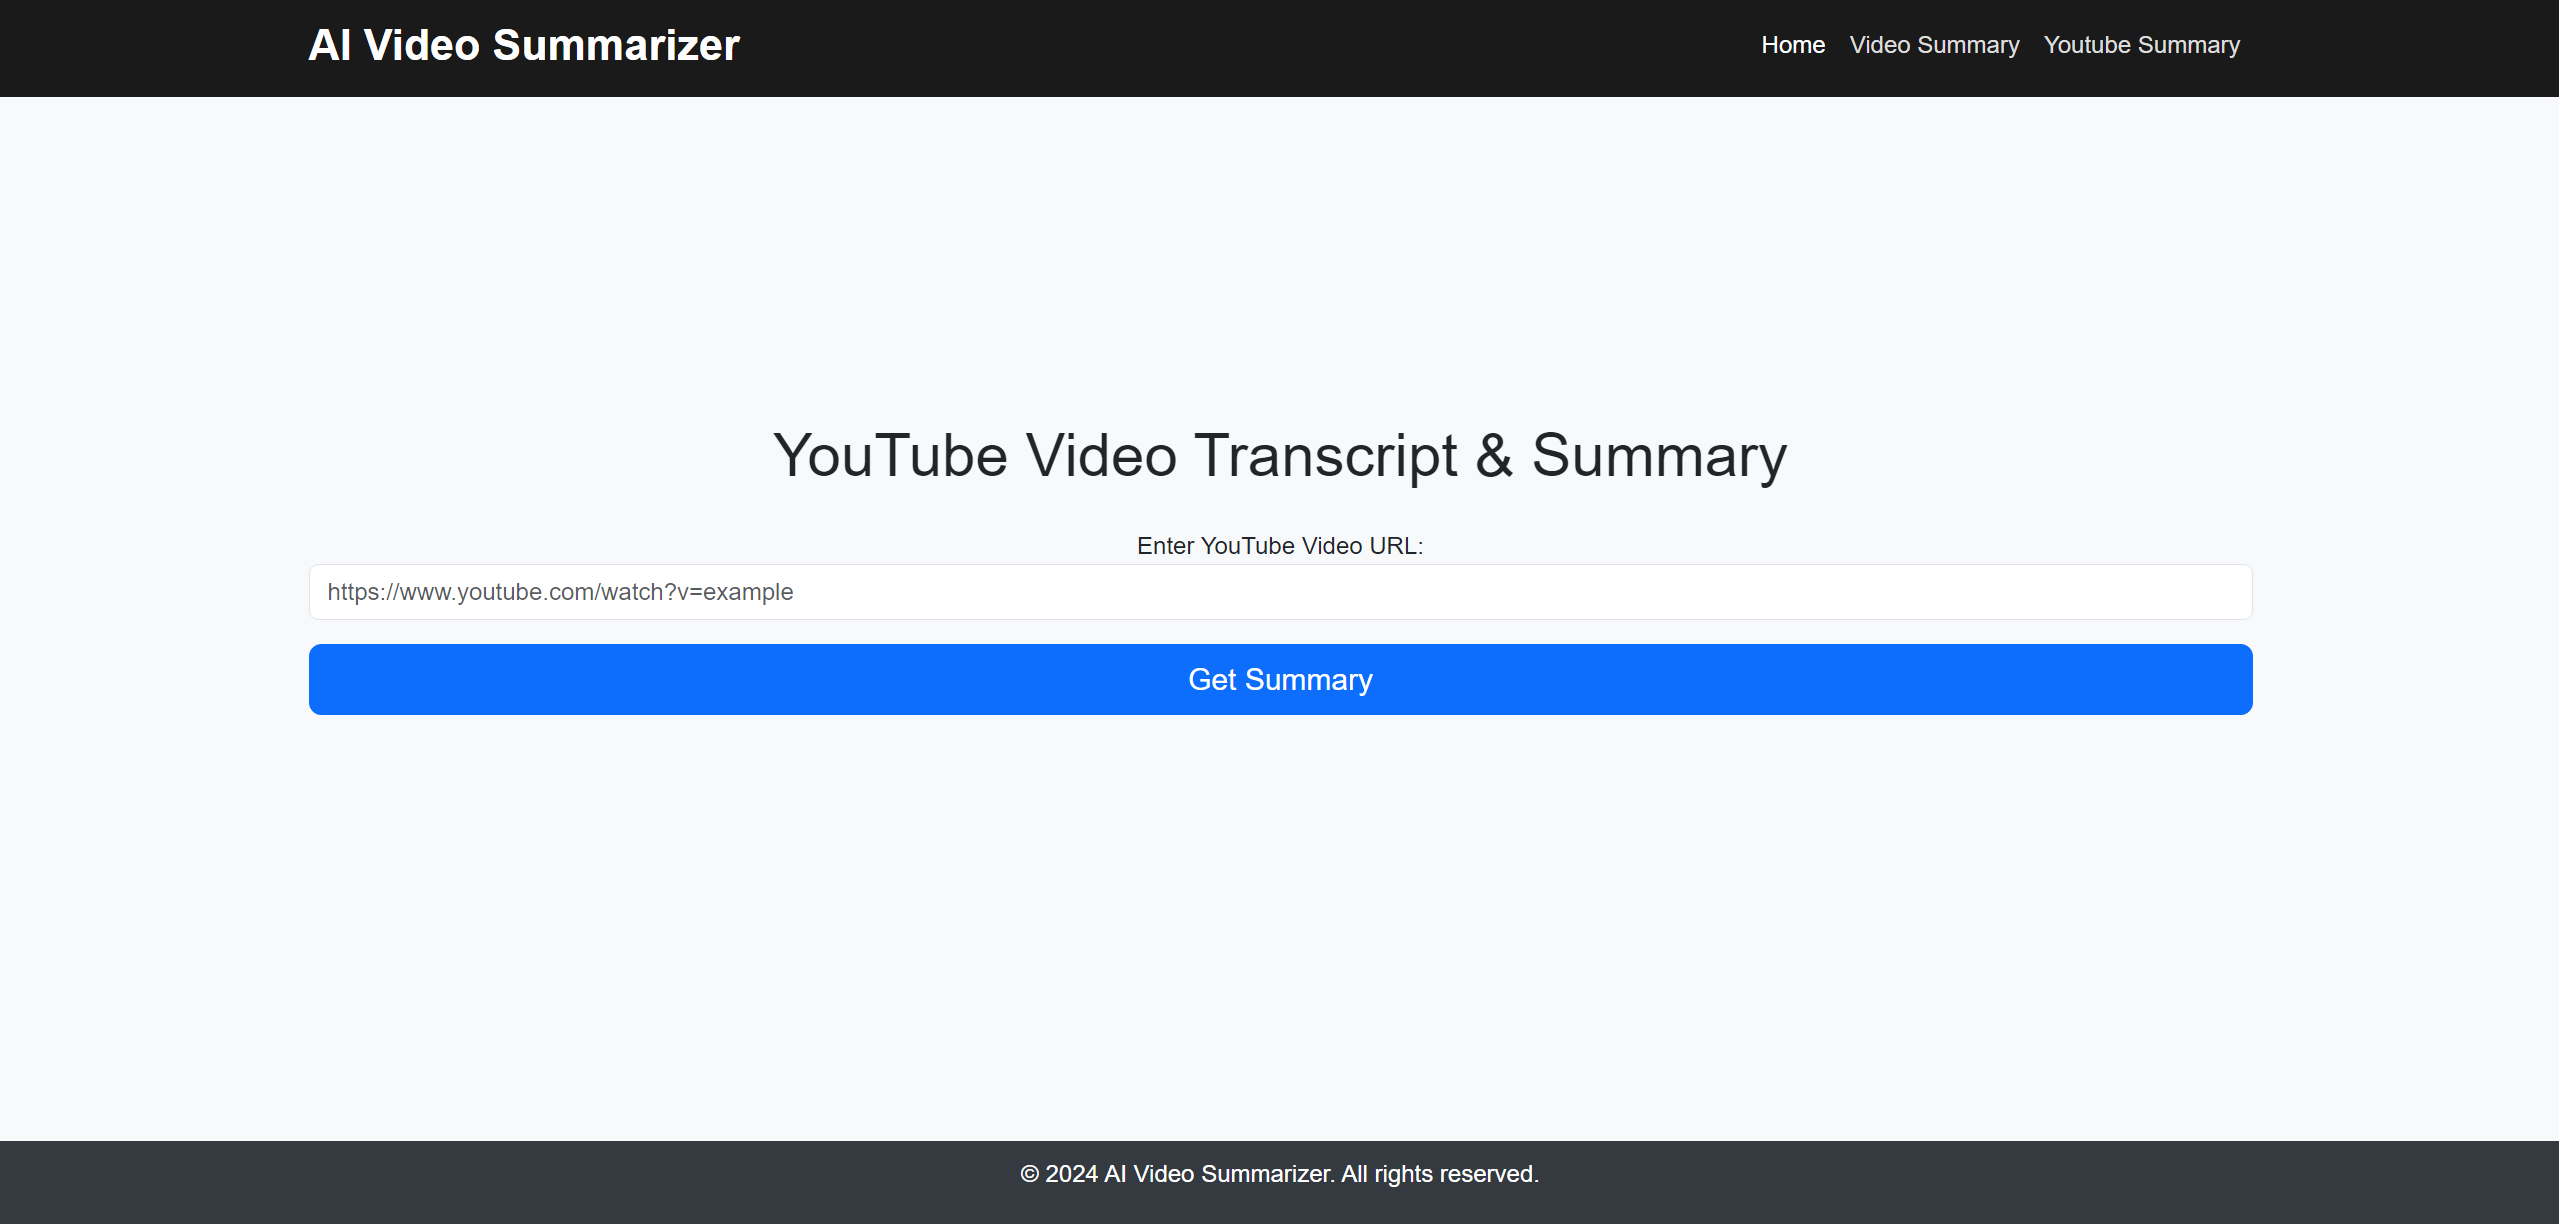 AI Video Summarizer
Home Video Summary Youtube Summary
YouTube Video Transcript & Summary
Enter YouTube Video URL:
https://www.youtube.com/watch?v=example
Get Summary
© 2024 AI Video Summarizer. All rights reserved.